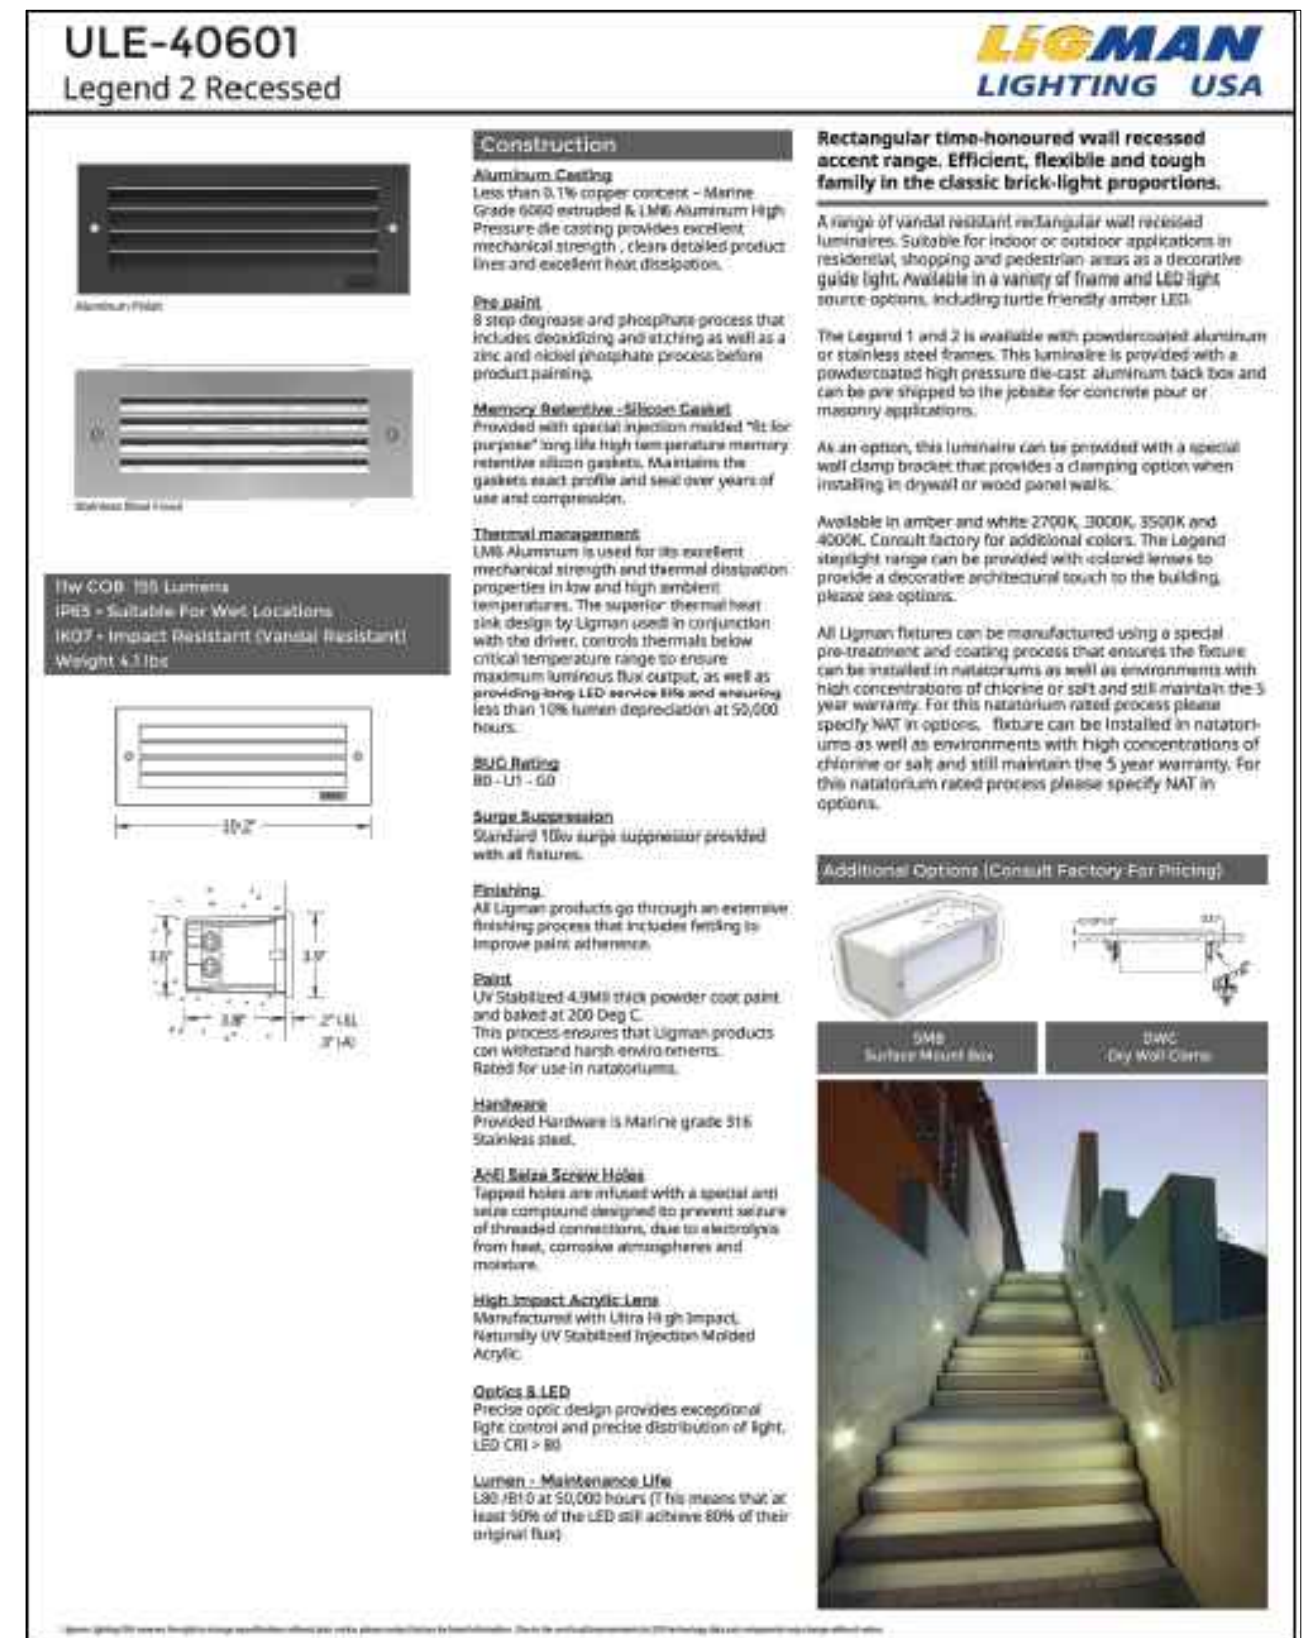 ULE-40601
Legend 2 Recessed
LIGMAN
LIGHTING USA
Aluminum Finish
Stainless Steel Finish
11w COB 155 Lumens
IP65 • Suitable For Wet Locations
IK07 • Impact Resistant (Vandal Resistant)
Weight 4.1 lbs
10.2"
3.9"
3.8"
Construction
Aluminum Casting
Less than 0.1% copper content – Marine
Grade 6060 extruded & LM6 Aluminum High
Pressure die casting provides excellent
mechanical strength , clean detailed product
lines and excellent heat dissipation.
Pre paint
8 step degrease and phosphate process that
includes deoxidizing and etching as well as a
zinc and nickel phosphate process before
product painting.
Memory Retentive -Silicon Gasket
Provided with special injection molded "fit for
purpose" long life high temperature memory
retentive silicon gaskets. Maintains the
gaskets exact profile and seal over years of
use and compression.
Thermal management
LM6 Aluminum is used for its excellent
mechanical strength and thermal dissipation
properties in low and high ambient
temperatures. The superior thermal heat
sink design by Ligman used in conjunction
with the driver, controls thermals below
critical temperature range to ensure
maximum luminous flux output, as well as
providing long LED service life and ensuring
less than 10% lumen depreciation at 50,000
hours.
BUG Rating
B0 - U1 - G0
Surge Suppression
Standard 10kv surge suppressor provided
with all fixtures.
Finishing
All Ligman products go through an extensive
finishing process that includes fettling to
improve paint adherence.
Paint
UV Stabilized 4.9Mil thick powder coat paint
and baked at 200 Deg C.
This process ensures that Ligman products
can withstand harsh environments.
Rated for use in natatoriums.
Hardware
Provided Hardware is Marine grade 316
Stainless steel.
Anti Seize Screw Holes
Tapped holes are infused with a special anti
seize compound designed to prevent seizure
of threaded connections, due to electrolysis
from heat, corrosive atmospheres and
moisture.
High Impact Acrylic Lens
Manufactured with Ultra High Impact,
Naturally UV Stabilized Injection Molded
Acrylic.
Optics & LED
Precise optic design provides exceptional
light control and precise distribution of light.
LED CRI > 80
Lumen - Maintenance Life
L80 /B10 at 50,000 hours (This means that at
least 90% of the LED still achieve 80% of their
original flux)
Rectangular time-honoured wall recessed
accent range. Efficient, flexible and tough
family in the classic brick-light proportions.
A range of vandal resistant rectangular wall recessed
luminaires. Suitable for indoor or outdoor applications in
residential, shopping and pedestrian areas as a decorative
guide light. Available in a variety of frame and LED light
source options, including turtle friendly amber LED.
The Legend 1 and 2 is available with powdercoated aluminum
or stainless steel frames. This luminaire is provided with a
powdercoated high pressure die-cast aluminum back box and
can be pre shipped to the jobsite for concrete pour or
masonry applications.
As an option, this luminaire can be provided with a special
wall clamp bracket that provides a clamping option when
installing in drywall or wood panel walls.
Available in amber and white 2700K, 3000K, 3500K and
4000K. Consult factory for additional colors. The Legend
steplight range can be provided with colored lenses to
provide a decorative architectural touch to the building,
please see options.
All Ligman fixtures can be manufactured using a special
pre-treatment and coating process that ensures the fixture
can be installed in natatoriums as well as environments with
high concentrations of chlorine or salt and still maintain the 5
year warranty. For this natatorium rated process please
specify NAT in options. fixture can be installed in natatori-
ums as well as environments with high concentrations of
chlorine or salt and still maintain the 5 year warranty. For
this natatorium rated process please specify NAT in
options.
Additional Options (Consult Factory For Pricing)
SMB
Surface Mount Box
DWC
Dry Wall Clamp